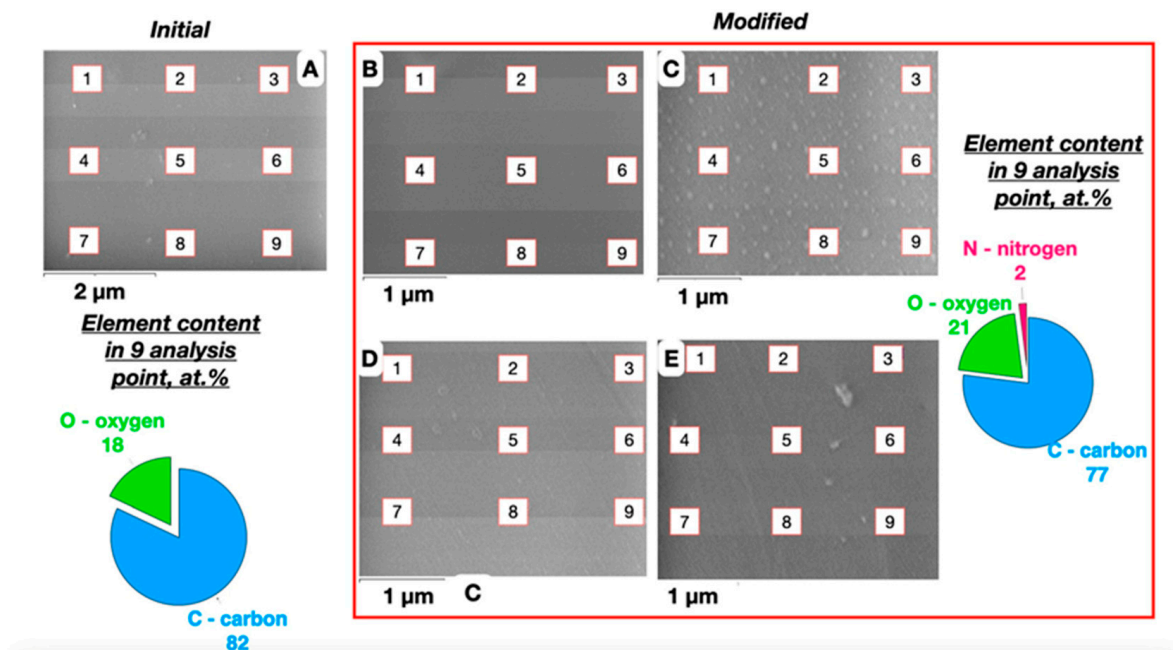 Initial
Modified
A
1 2 3
4 5 6
7 8 9
2 µm
Element content
in 9 analysis
point, at.%
O - oxygen
18
C - carbon
82
B
1 2 3
4 5 6
7 8 9
1 µm
C
1 2 3
4 5 6
7 8 9
1 µm
D
1 2 3
4 5 6
7 8 9
1 µm
C
E
1 2 3
4 5 6
7 8 9
1 µm
Element content
in 9 analysis
point, at.%
N - nitrogen
2
O - oxygen
21
C - carbon
77